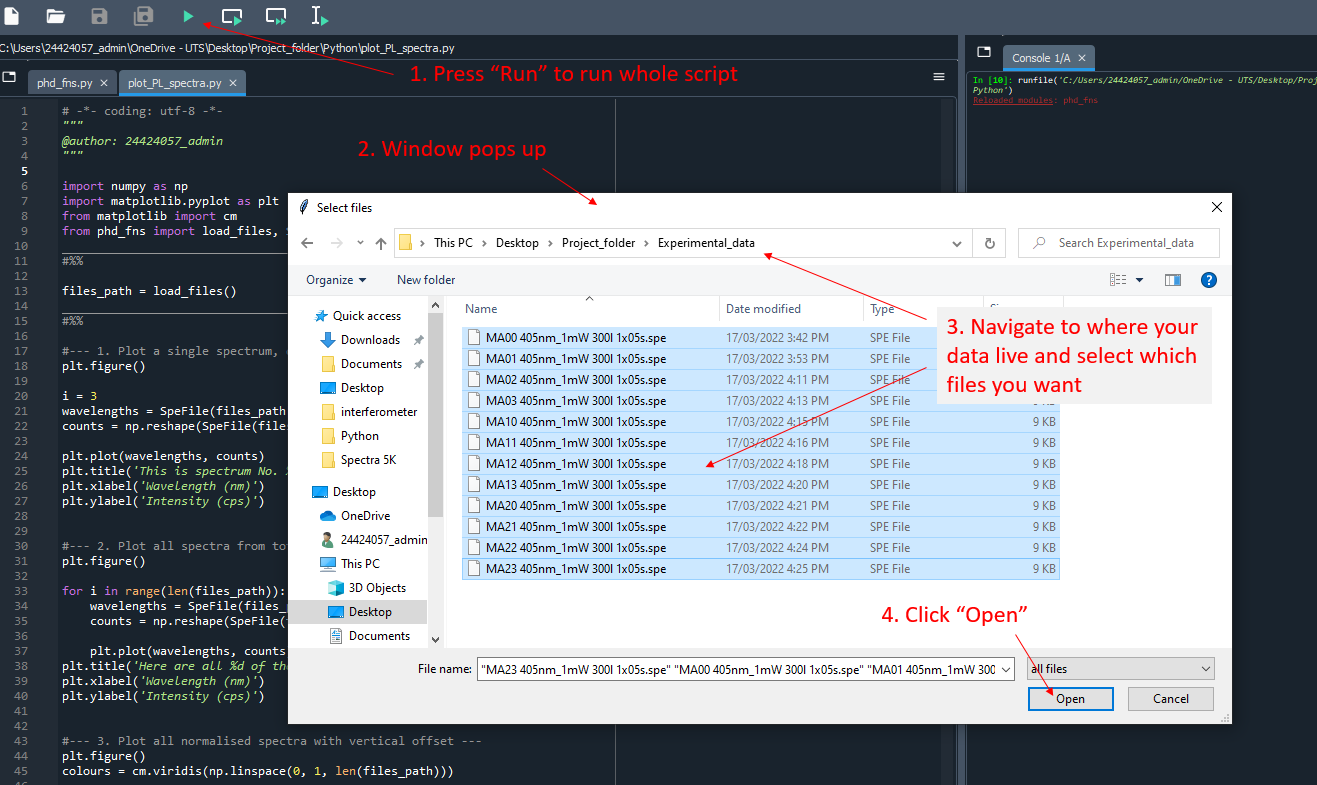 C:\Users\24424057_admin\OneDrive - UTS\Desktop\Project_folder\Python\plot_PL_spectra.py
1. Press “Run” to run whole script
phd_fns.py
plot_PL_spectra.py
Console 1/A
In [10]: runfile('C:/Users/24424057_admin/OneDrive - UTS/Desktop/Proj
Python')
Reloaded modules: phd_fns
1 # -*- coding: utf-8 -*-
2 """
3 @author: 24424057_admin
4 """
5
6 import numpy as np
7 import matplotlib.pyplot as plt
8 from matplotlib import cm
9 from phd_fns import load_files,
10
11 #%%
12
13 files_path = load_files()
14
15 #%%
16
17 #--- 1. Plot a single spectrum,
18 plt.figure()
19
20 i = 3
21 wavelengths = SpeFile(files_path
22 counts = np.reshape(SpeFile(files
23
24 plt.plot(wavelengths, counts)
25 plt.title('This is spectrum No.
26 plt.xlabel('Wavelength (nm)')
27 plt.ylabel('Intensity (cps)')
28
29
30 #--- 2. Plot all spectra from to
31 plt.figure()
32
33 for i in range(len(files_path)):
34 wavelengths = SpeFile(files_
35 counts = np.reshape(SpeFile(
36
37 plt.plot(wavelengths, counts
38 plt.title('Here are all %d of the
39 plt.xlabel('Wavelength (nm)')
40 plt.ylabel('Intensity (cps)')
41
42
43 #--- 3. Plot all normalised spectra with vertical offset ---
44 plt.figure()
45 colours = cm.viridis(np.linspace(0, 1, len(files_path)))
46
2. Window pops up
Select files
This PC > Desktop > Project_folder > Experimental_data
Search Experimental_data
Organize
New folder
Quick access
Downloads
Documents
Desktop
interferometer
Python
Spectra 5K
Desktop
OneDrive
24424057_admin
This PC
3D Objects
Desktop
Documents
Name Date modified Type
MA00 405nm_1mW 300l 1x05s.spe 17/03/2022 3:42 PM SPE File
MA01 405nm_1mW 300l 1x05s.spe 17/03/2022 3:53 PM SPE File
MA02 405nm_1mW 300l 1x05s.spe 17/03/2022 4:11 PM SPE File
MA03 405nm_1mW 300l 1x05s.spe 17/03/2022 4:13 PM SPE File 9 KB
MA10 405nm_1mW 300l 1x05s.spe 17/03/2022 4:15 PM SPE File 9 KB
MA11 405nm_1mW 300l 1x05s.spe 17/03/2022 4:16 PM SPE File 9 KB
MA12 405nm_1mW 300l 1x05s.spe 17/03/2022 4:18 PM SPE File 9 KB
MA13 405nm_1mW 300l 1x05s.spe 17/03/2022 4:20 PM SPE File 9 KB
MA20 405nm_1mW 300l 1x05s.spe 17/03/2022 4:21 PM SPE File 9 KB
MA21 405nm_1mW 300l 1x05s.spe 17/03/2022 4:22 PM SPE File 9 KB
MA22 405nm_1mW 300l 1x05s.spe 17/03/2022 4:24 PM SPE File 9 KB
MA23 405nm_1mW 300l 1x05s.spe 17/03/2022 4:25 PM SPE File 9 KB
3. Navigate to where your
data live and select which
files you want
4. Click “Open”
File name: "MA23 405nm_1mW 300l 1x05s.spe" "MA00 405nm_1mW 300l 1x05s.spe" "MA01 405nm_1mW 300
all files
Open
Cancel